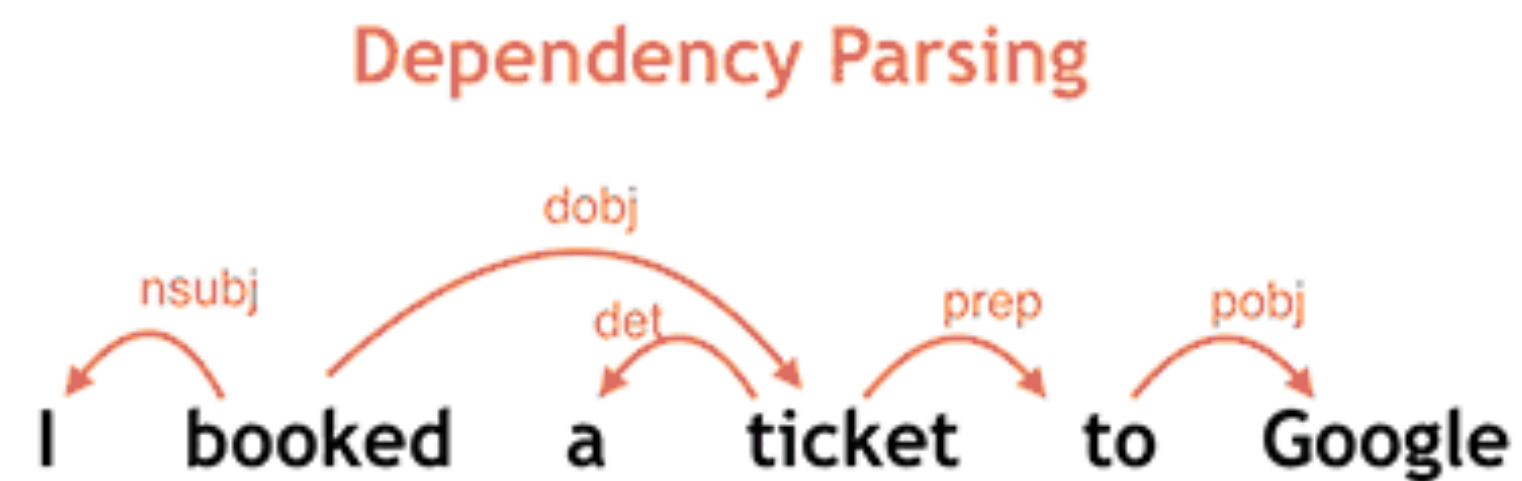 Dependency Parsing
dobj
nsubj det prep pobj
I booked a ticket to Google